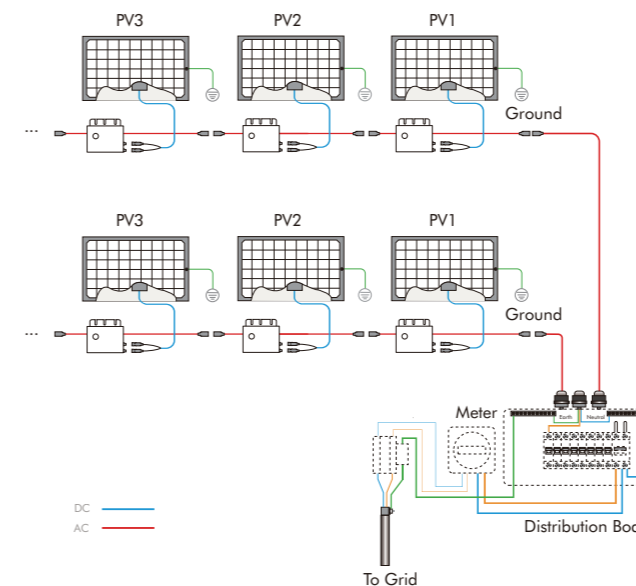 PV3 PV2 PV1
Ground
...
PV3 PV2 PV1
Ground
...
Earth Neutral
Meter
DC
AC
Distribution Boa
To Grid